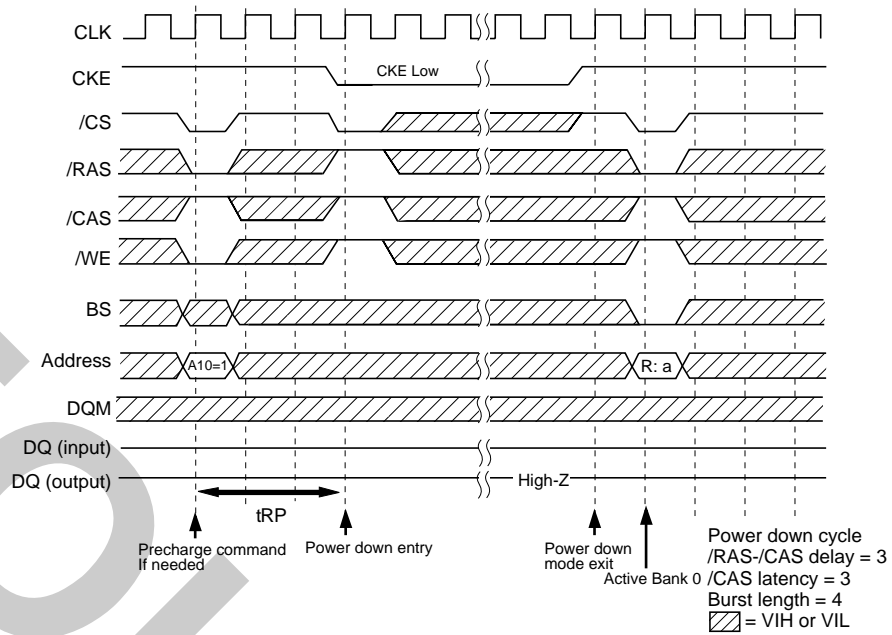 CLK
CKE
CKE Low
/CS
/RAS
/CAS
/WE
BS
Address
A10=1
R: a
DQM
DQ (input)
DQ (output)
High-Z
tRP
Precharge command
If needed
Power down entry
Power down
mode exit
Active Bank 0
Power down cycle
/RAS-/CAS delay = 3
/CAS latency = 3
Burst length = 4
= VIH or VIL